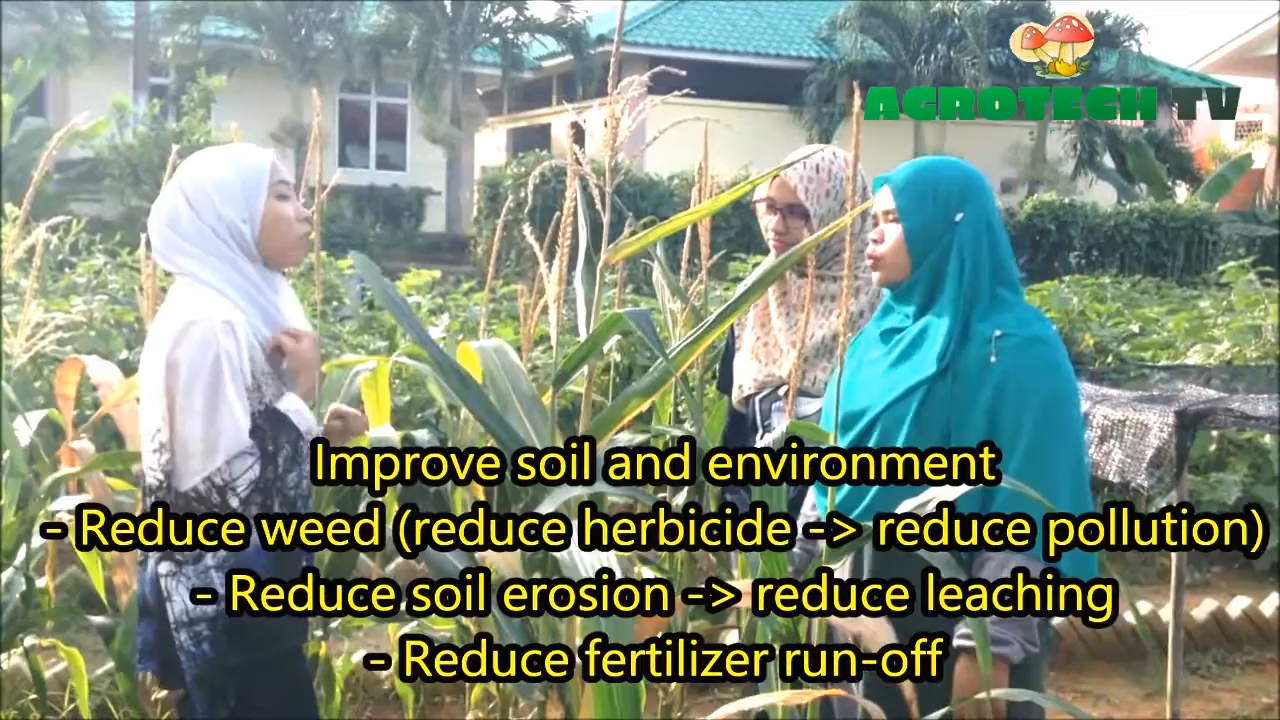 AGROTECH TV
Improve soil and environment
- Reduce weed (reduce herbicide -> reduce pollution)
- Reduce soil erosion -> reduce leaching
- Reduce fertilizer run-off